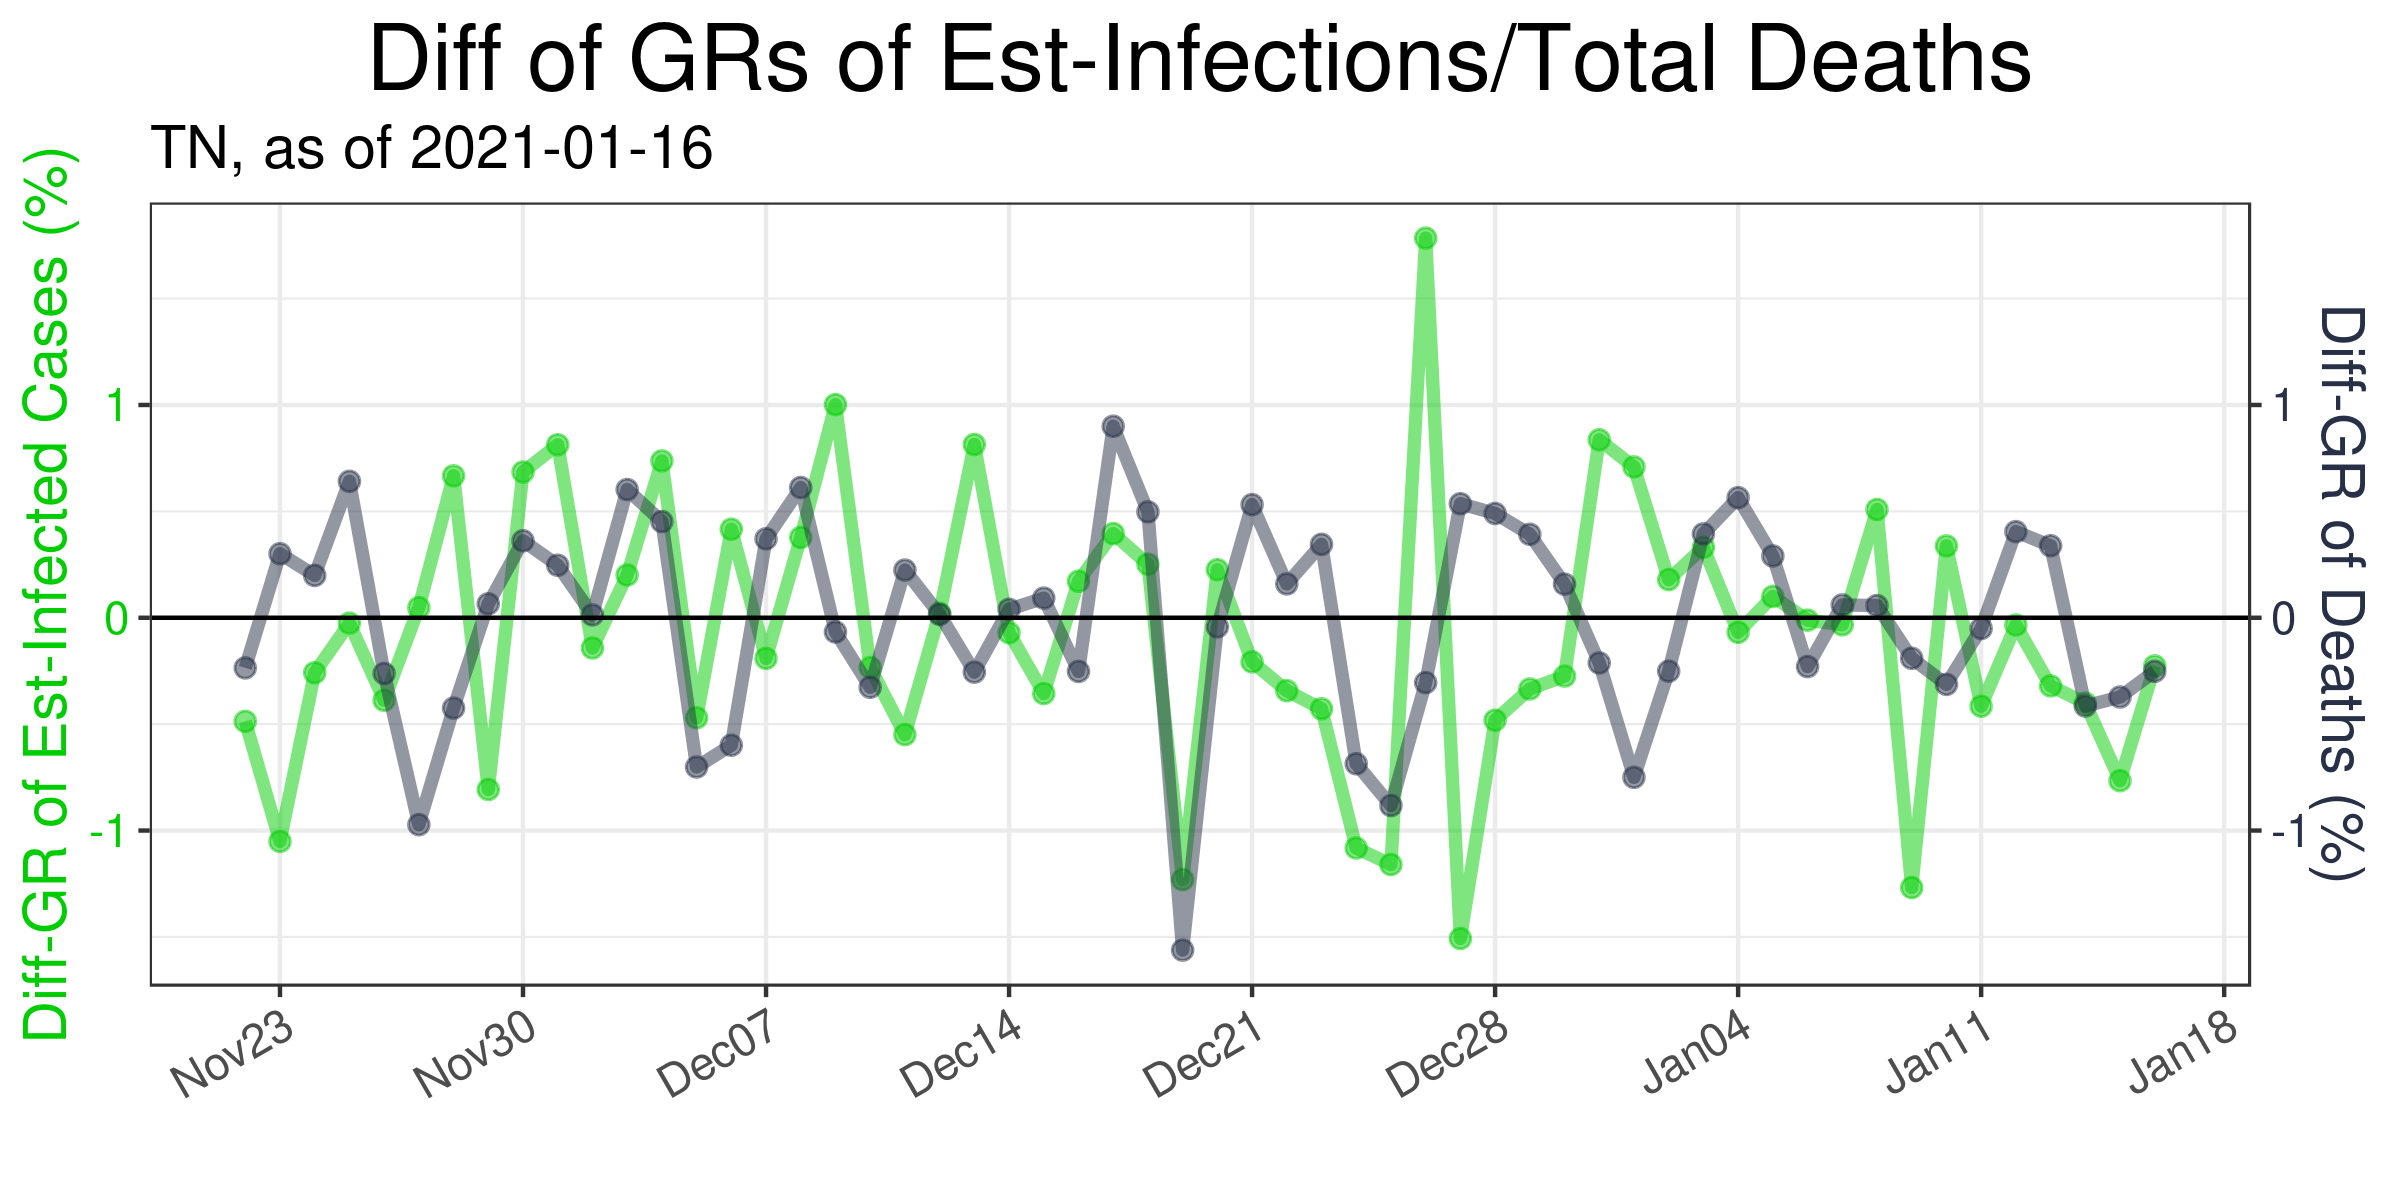 Diff of GRs of Est-Infections/Total Deaths
TN, as of 2021-01-16
Diff-GR of Est-Infected Cases (%)
1
0
-1
1
0
-1
Diff-GR of Deaths (%)
Nov23
Nov30
Dec07
Dec14
Dec21
Dec28
Jan04
Jan11
Jan18